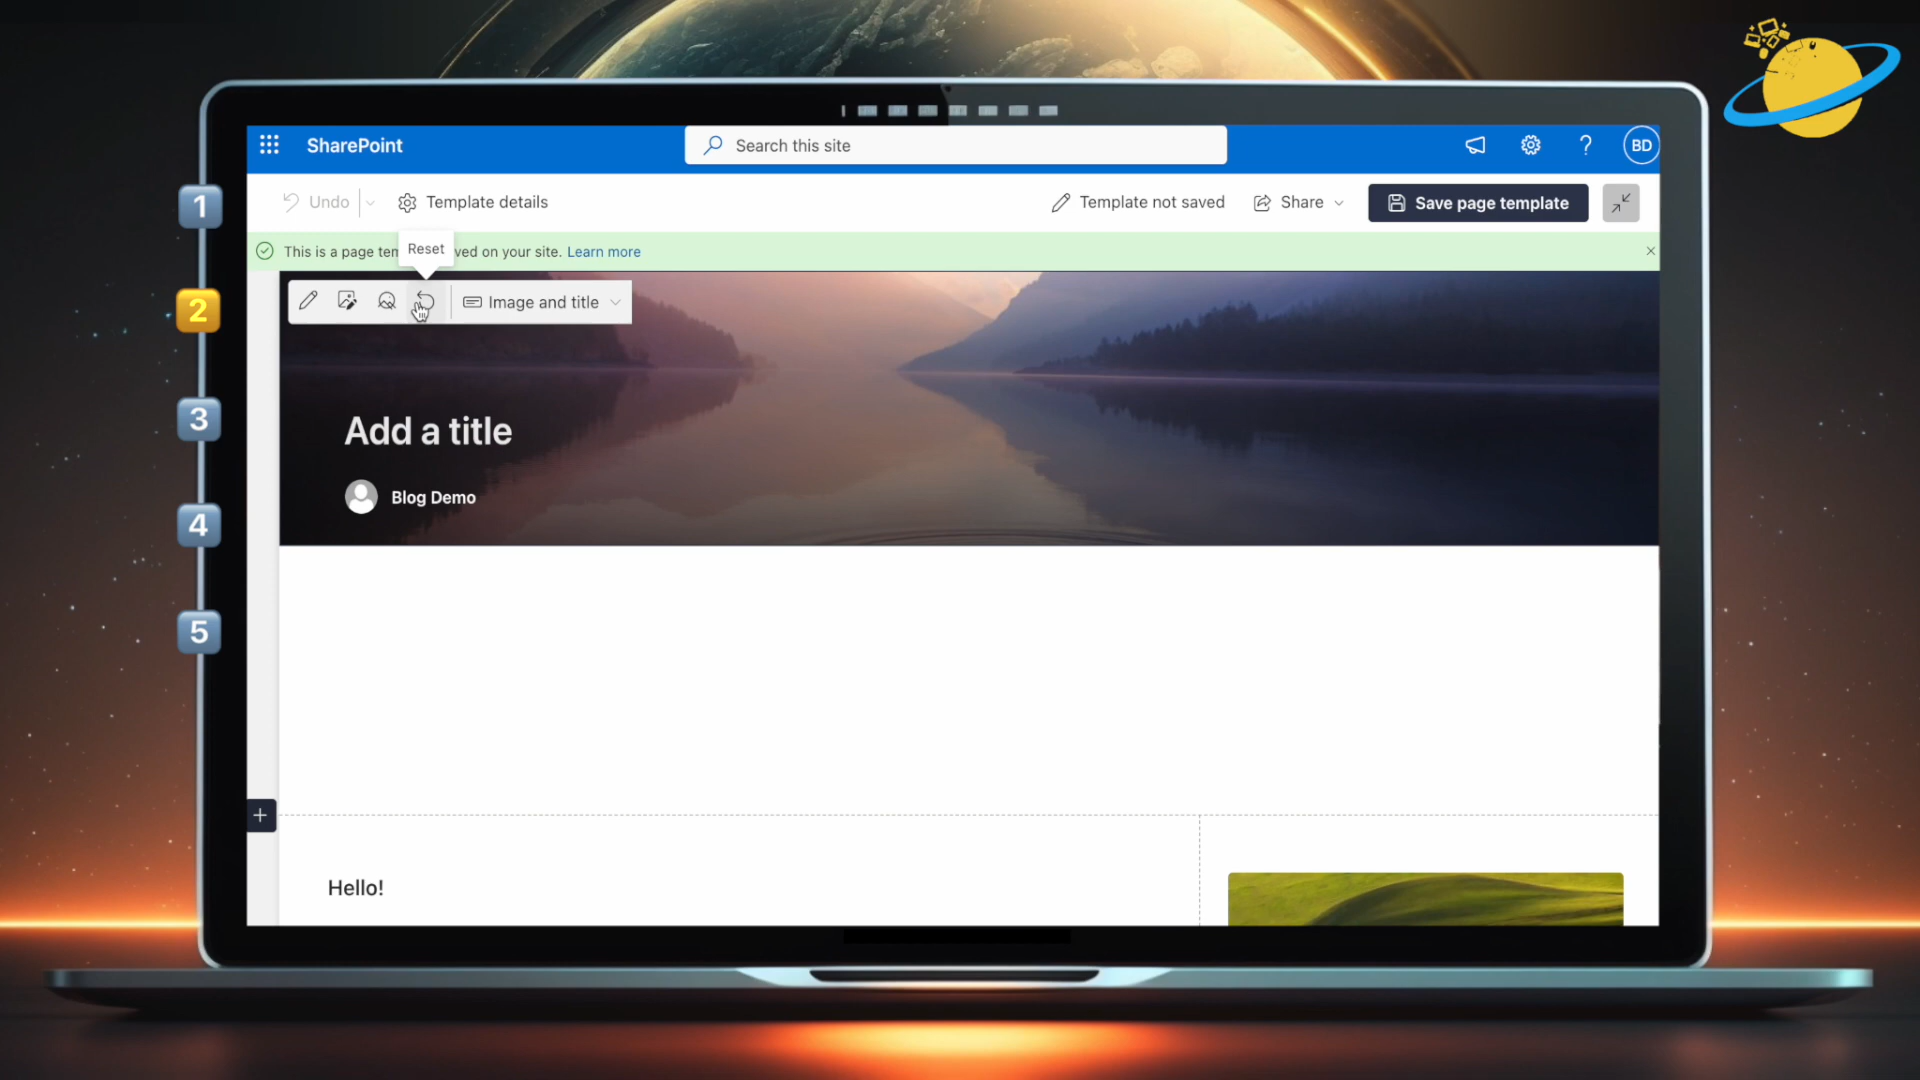 SharePoint
Search this site
BD
Undo
Template details
Template not saved
Share
Save page template
This is a page tem
ved on your site. Learn more
Reset
Image and title
Add a title
Blog Demo
Hello!
1
2
3
4
5